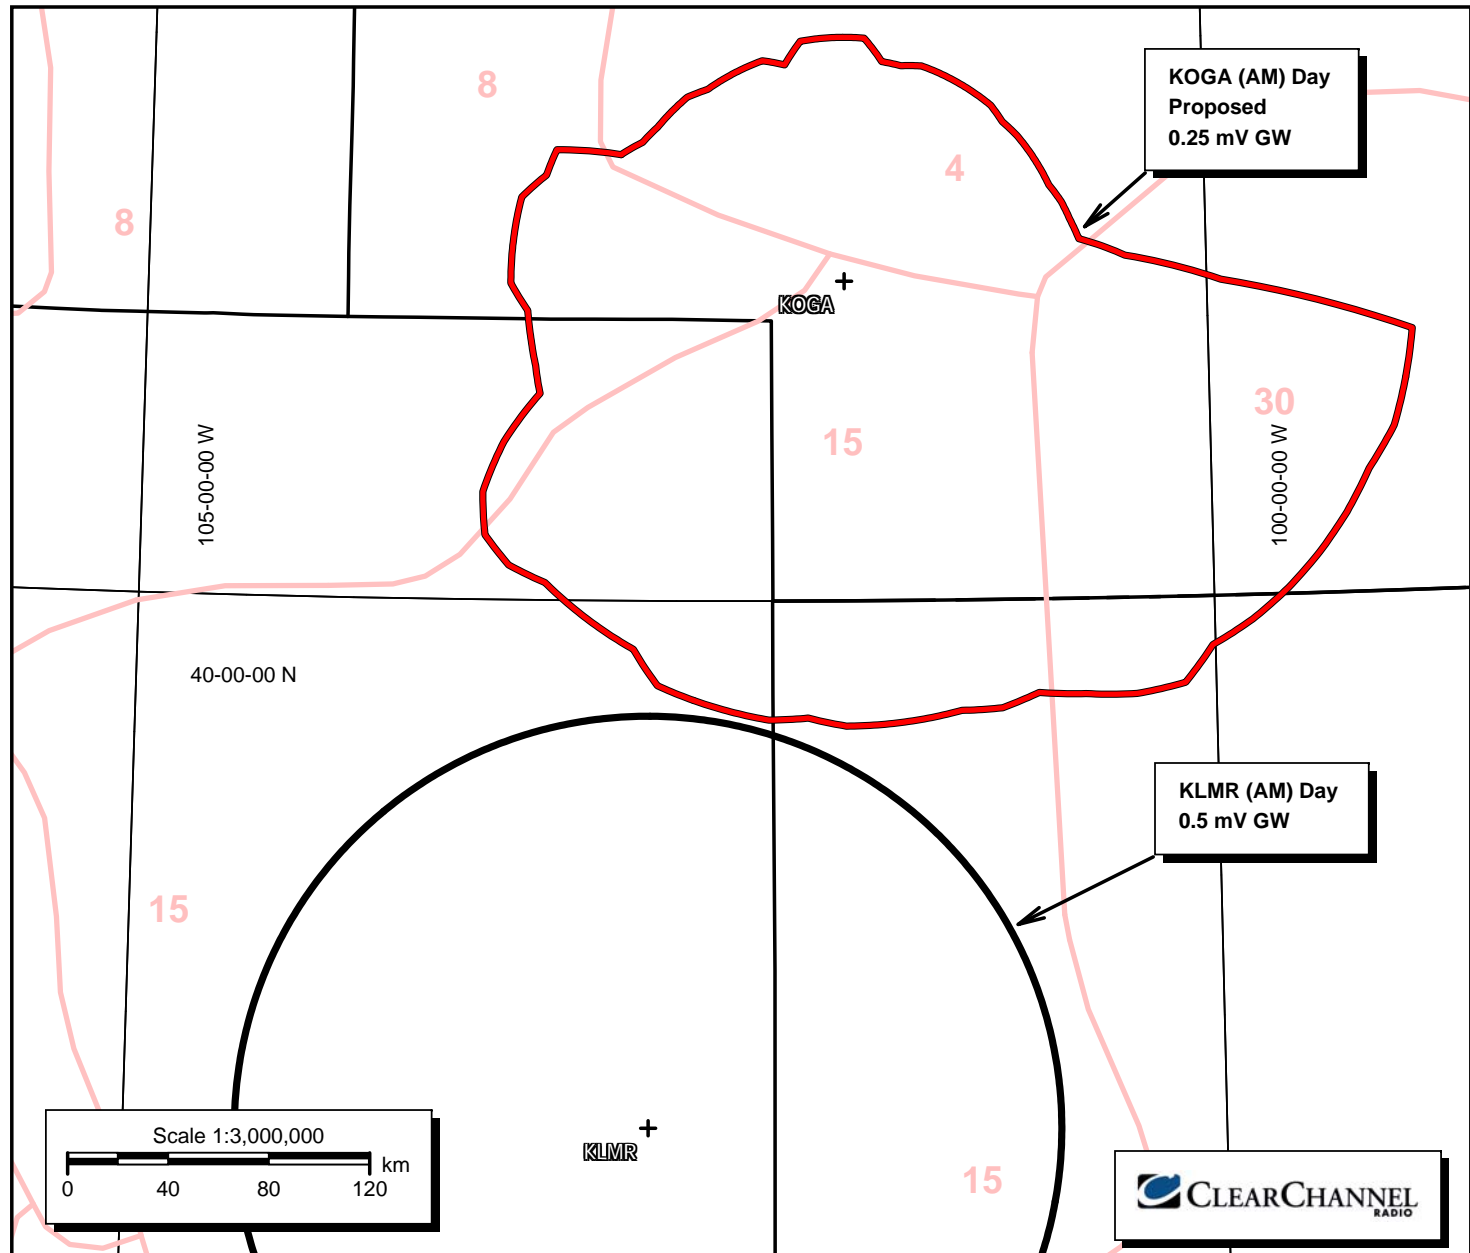 8
KOGA (AM) Day
Proposed
0.25 mV GW
4
8
KOGA
30
15
105-00-00 W
100-00-00 W
40-00-00 N
KLMR (AM) Day
0.5 mV GW
15
Scale 1:3,000,000
km
0 40 80 120
KLMR
15
CLEARCHANNEL
RADIO